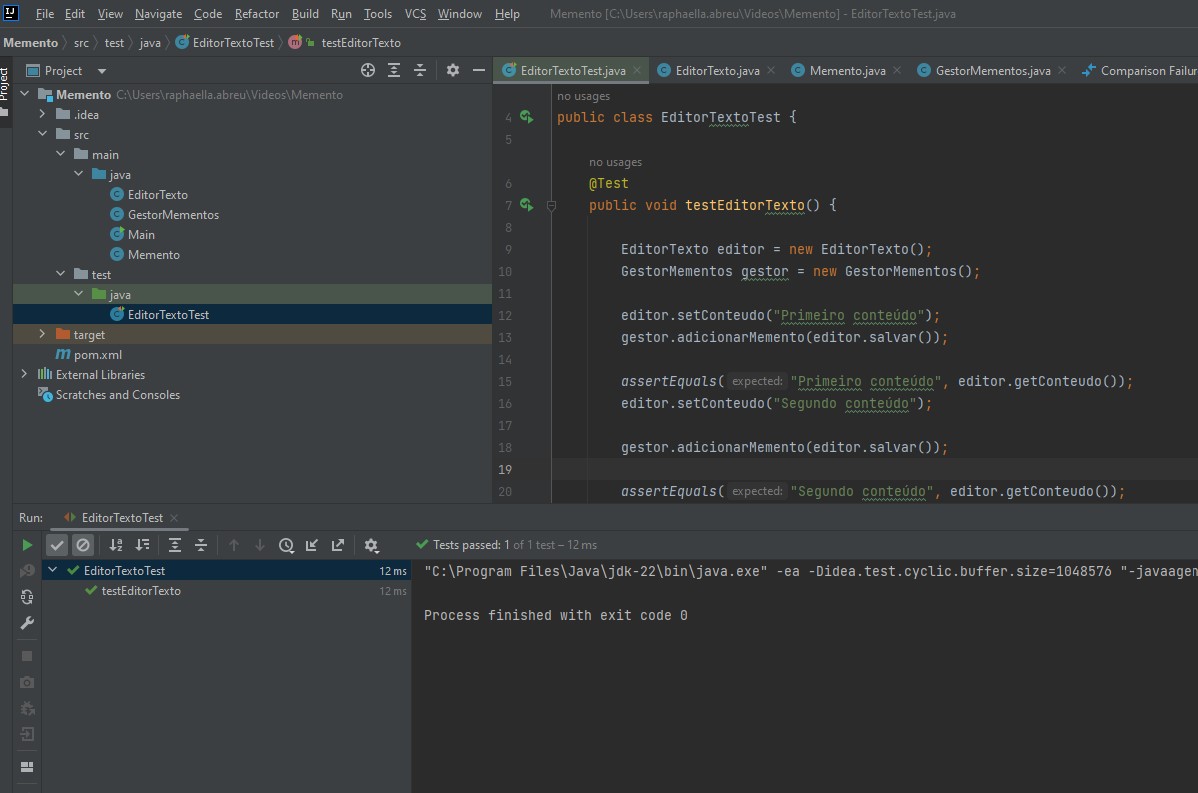 File Edit View Navigate Code Refactor Build Run Tools VCS Window Help Memento [C:\Users\raphaella.abreu\Videos\Memento] - EditorTextoTest.java
Memento src test java EditorTextoTest testEditorTexto
Project
Project
Memento C:\Users\raphaella.abreu\Videos\Memento
.idea
src
main
java
EditorTexto
GestorMementos
Main
Memento
test
java
EditorTextoTest
target
pom.xml
External Libraries
Scratches and Consoles
EditorTextoTest.java EditorTexto.java Memento.java GestorMementos.java Comparison Failur
no usages
4 public class EditorTextoTest {
5
no usages
6 @Test
7 public void testEditorTexto() {
8
9 EditorTexto editor = new EditorTexto();
10 GestorMementos gestor = new GestorMementos();
11
12 editor.setConteudo("Primeiro conteúdo");
13 gestor.adicionarMemento(editor.salvar());
14
15 assertEquals( expected: "Primeiro conteúdo", editor.getConteudo());
16 editor.setConteudo("Segundo conteúdo");
17
18 gestor.adicionarMemento(editor.salvar());
19
20 assertEquals( expected: "Segundo conteúdo", editor.getConteudo());
Run: EditorTextoTest
Tests passed: 1 of 1 test – 12 ms
EditorTextoTest 12 ms
testEditorTexto 12 ms
"C:\Program Files\Java\jdk-22\bin\java.exe" -ea -Didea.test.cyclic.buffer.size=1048576 "-javaagen
Process finished with exit code 0